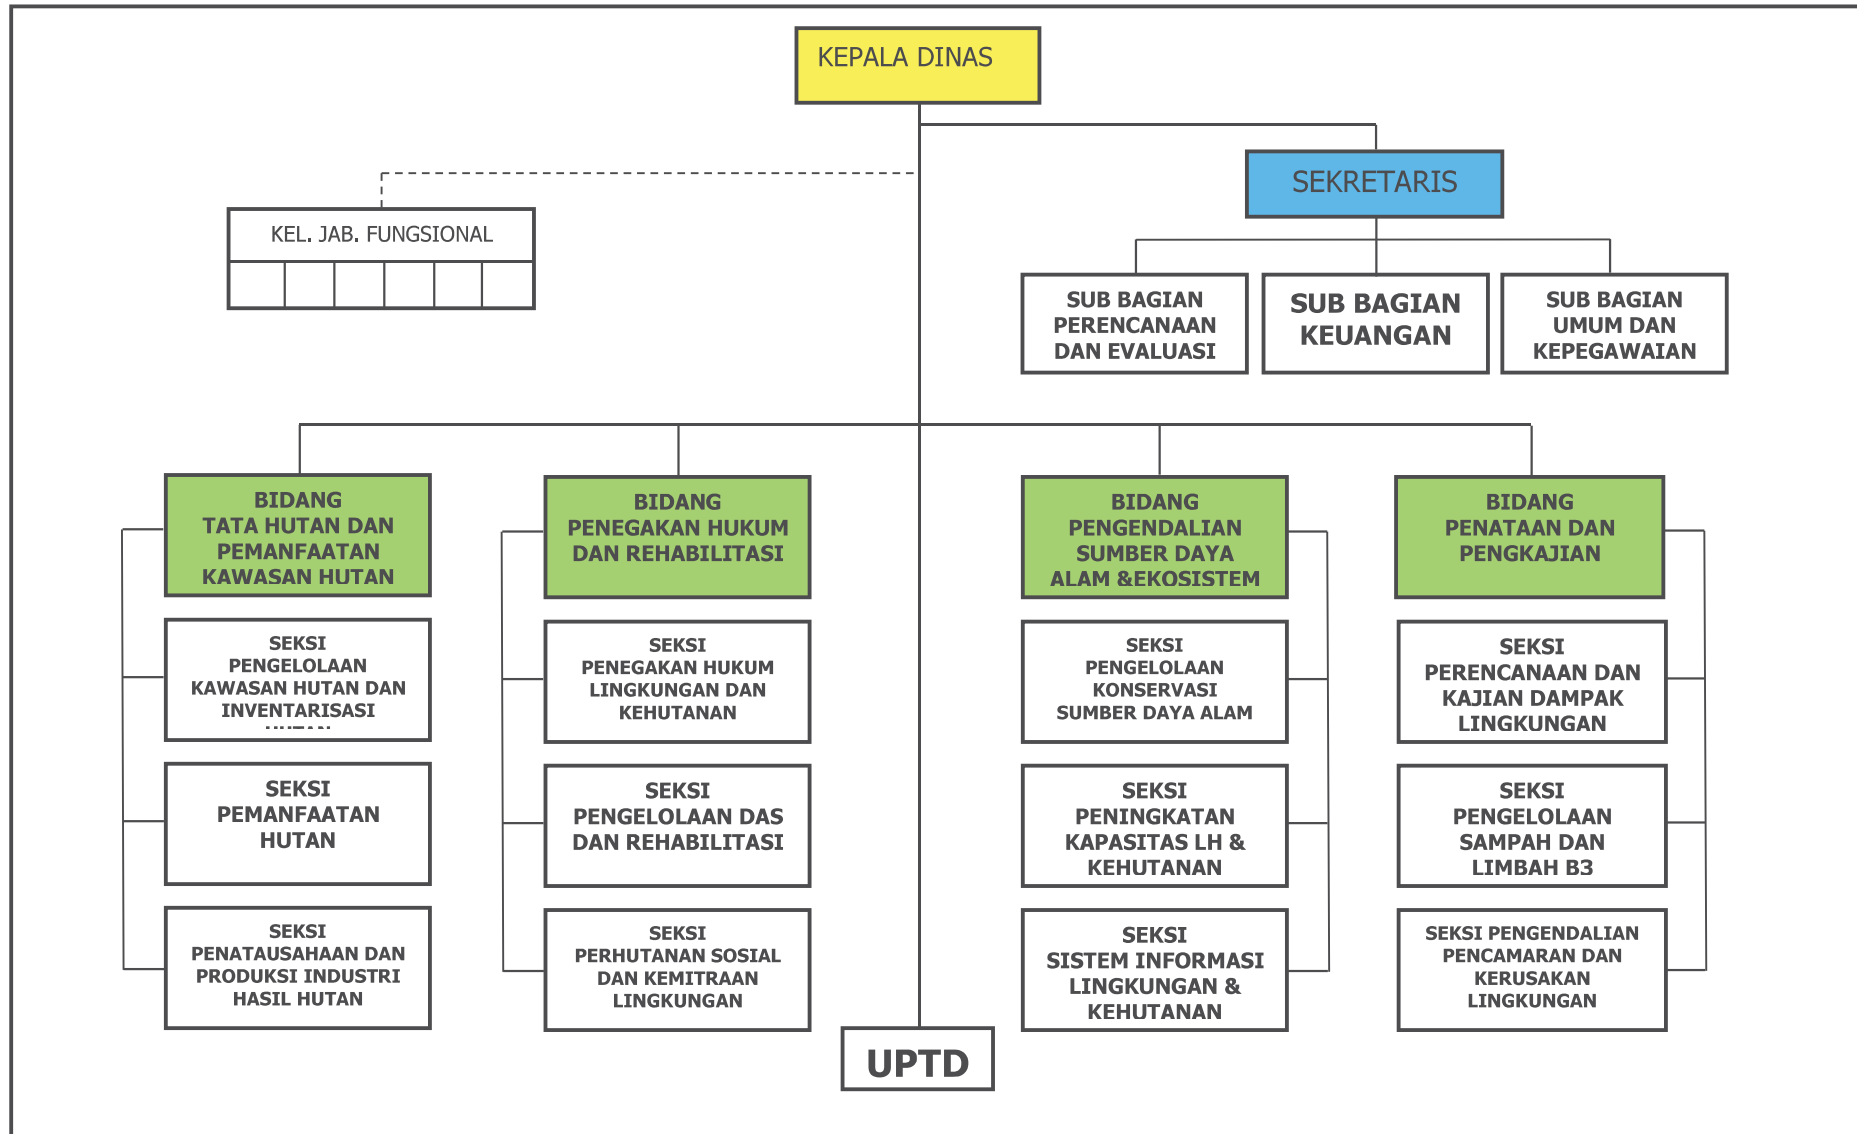 KEPALA DINAS
SEKRETARIS
KEL. JAB. FUNGSIONAL
SUB BAGIAN
PERENCANAAN
DAN EVALUASI
SUB BAGIAN
KEUANGAN
SUB BAGIAN
UMUM DAN
KEPEGAWAIAN
BIDANG
TATA HUTAN DAN
PEMANFAATAN
KAWASAN HUTAN
BIDANG
PENEGAKAN HUKUM
DAN REHABILITASI
BIDANG
PENGENDALIAN
SUMBER DAYA
ALAM &EKOSISTEM
BIDANG
PENATAAN DAN
PENGKAJIAN
SEKSI
PENGELOLAAN
KAWASAN HUTAN DAN
INVENTARISASI
SEKSI
PENEGAKAN HUKUM
LINGKUNGAN DAN
KEHUTANAN
SEKSI
PENGELOLAAN
KONSERVASI
SUMBER DAYA ALAM
SEKSI
PERENCANAAN DAN
KAJIAN DAMPAK
LINGKUNGAN
SEKSI
PEMANFAATAN
HUTAN
SEKSI
PENGELOLAAN DAS
DAN REHABILITASI
SEKSI
PENINGKATAN
KAPASITAS LH &
KEHUTANAN
SEKSI
PENGELOLAAN
SAMPAH DAN
LIMBAH B3
SEKSI
PENATAUSAHAAN DAN
PRODUKSI INDUSTRI
HASIL HUTAN
SEKSI
PERHUTANAN SOSIAL
DAN KEMITRAAN
LINGKUNGAN
SEKSI
SISTEM INFORMASI
LINGKUNGAN &
KEHUTANAN
SEKSI PENGENDALIAN
PENCAMARAN DAN
KERUSAKAN
LINGKUNGAN
UPTD